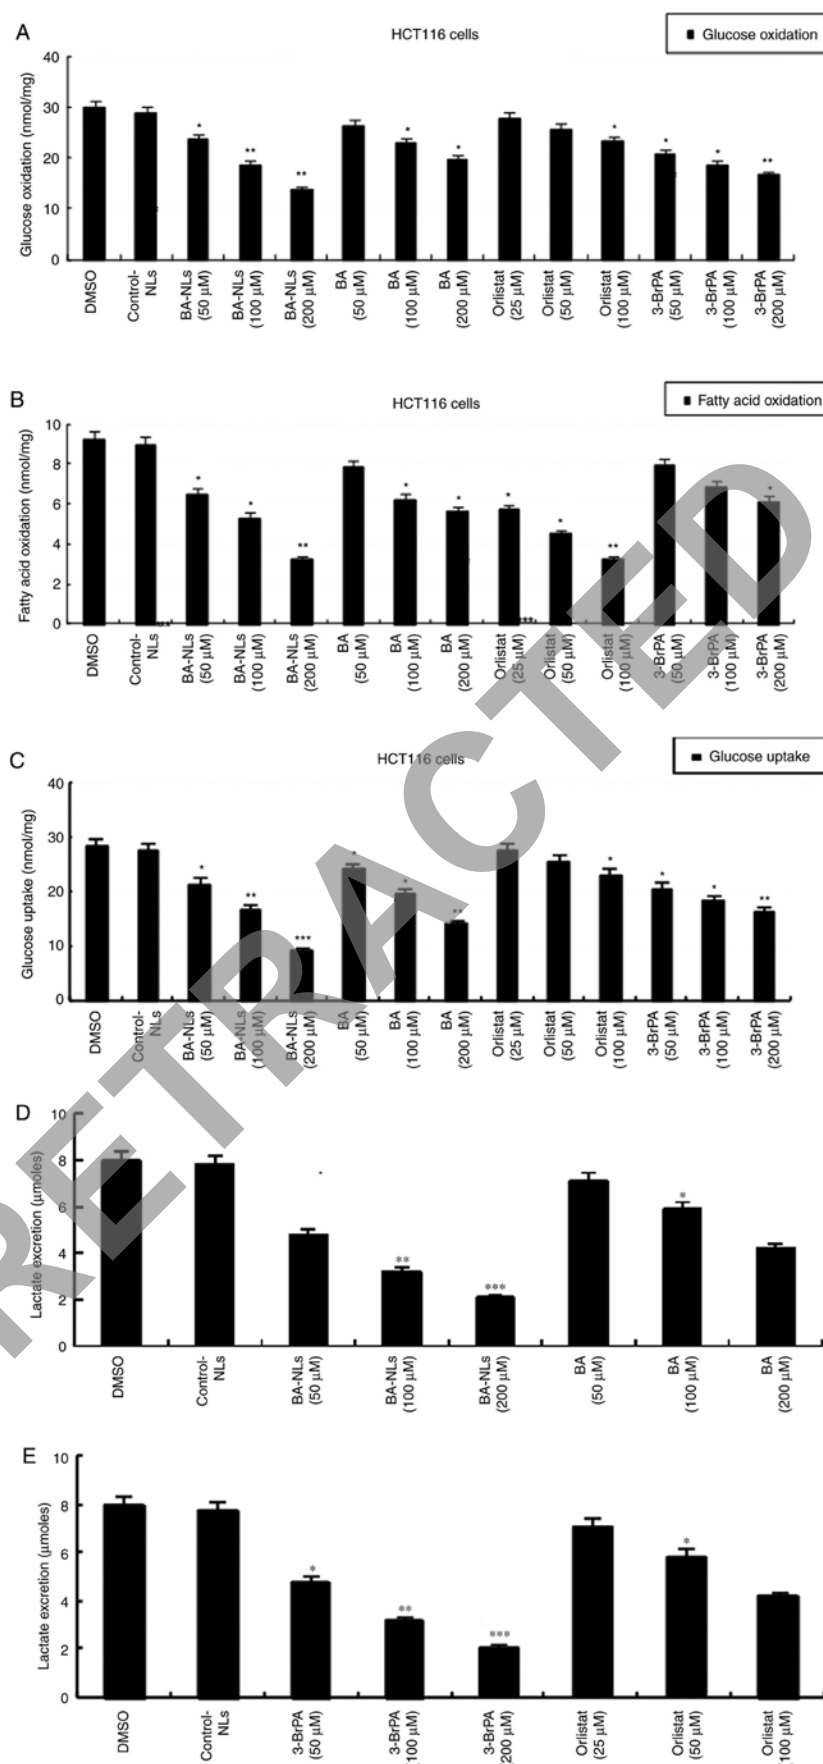 A
HCT116 cells
Glucose oxidation
Glucose oxidation (nmol/mg)
40
30
20
10
0
* ** ** * * * * * **
DMSO
Control-
NLs
BA-NLs
(50 µM)
BA-NLs
(100 µM)
BA-NLs
(200 µM)
BA
(50 µM)
BA
(100 µM)
BA
(200 µM)
Orlistat
(25 µM)
Orlistat
(50 µM)
Orlistat
(100 µM)
3-BrPA
(50 µM)
3-BrPA
(100 µM)
3-BrPA
(200 µM)
B
HCT116 cells
Fatty acid oxidation
Fatty acid oxidation (nmol/mg)
10
8
6
4
2
0
* * ** * * * * ** *
DMSO
Control-
NLs
BA-NLs
(50 µM)
BA-NLs
(100 µM)
BA-NLs
(200 µM)
BA
(50 µM)
BA
(100 µM)
BA
(200 µM)
Orlistat
(25 µM)
Orlistat
(50 µM)
Orlistat
(100 µM)
3-BrPA
(50 µM)
3-BrPA
(100 µM)
3-BrPA
(200 µM)
C
HCT116 cells
Glucose uptake
Glucose uptake (nmol/mg)
40
30
20
10
0
* ** *** * * ** * * * **
DMSO
Control-
NLs
BA-NLs
(50 µM)
BA-NLs
(100 µM)
BA-NLs
(200 µM)
BA
(50 µM)
BA
(100 µM)
BA
(200 µM)
Orlistat
(25 µM)
Orlistat
(50 µM)
Orlistat
(100 µM)
3-BrPA
(50 µM)
3-BrPA
(100 µM)
3-BrPA
(200 µM)
D
Lactate excretion (µmoles)
10
8
6
4
2
0
** *** *
DMSO
Control-
NLs
BA-NLs
(50 µM)
BA-NLs
(100 µM)
BA-NLs
(200 µM)
BA
(50 µM)
BA
(100 µM)
BA
(200 µM)
E
Lactate excretion (µmoles)
10
8
6
4
2
0
* ** *** *
DMSO
Control-
NLs
3-BrPA
(50 µM)
3-BrPA
(100 µM)
3-BrPA
(200 µM)
Orlistat
(25 µM)
Orlistat
(50 µM)
Orlistat
(100 µM)
RETRACTED